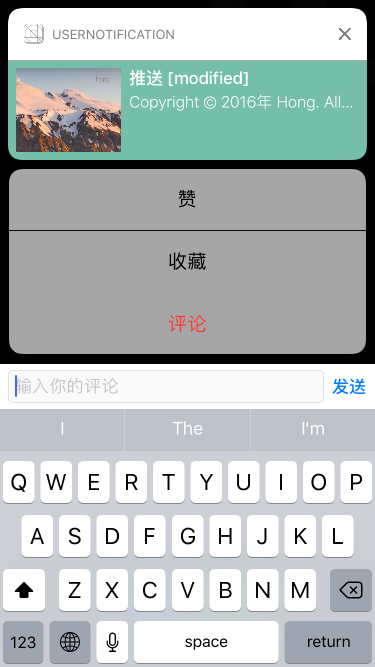 USERNOTIFICATION
推送 [modified]
Copyright © 2016年 Hong. All...
赞
收藏
评论
输入你的评论 发送
I The I'm
Q W E R T Y U I O P
A S D F G H J K L
Z X C V B N M
123 space return